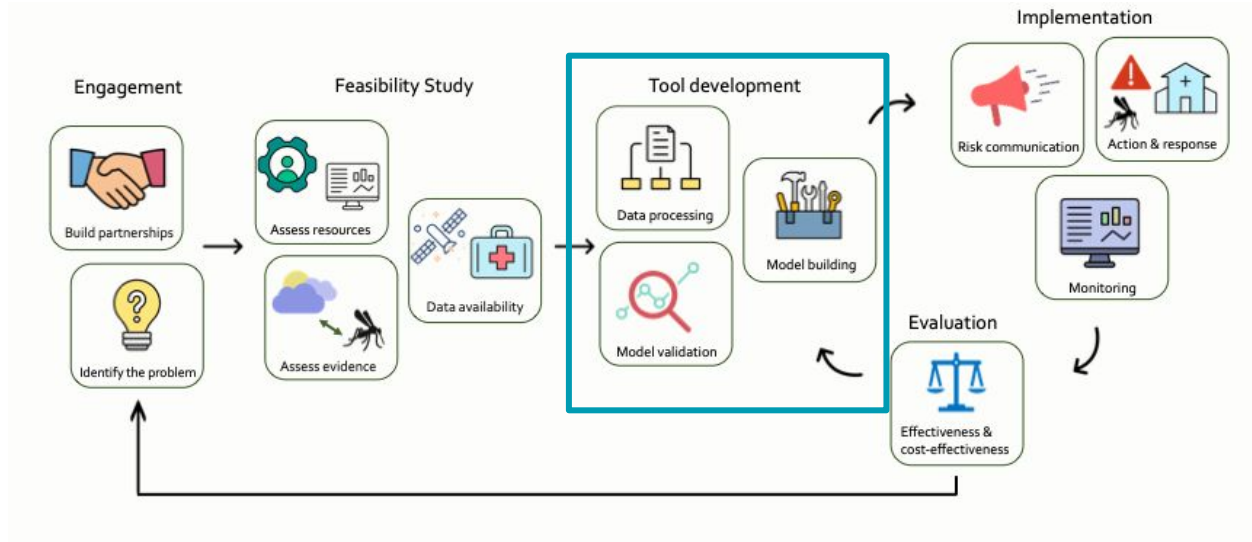 Engagement
Build partnerships
Identify the problem
Feasibility Study
Assess resources
Data availability
Assess evidence
Tool development
Data processing
Model building
Model validation
Implementation
Risk communication
Action & response
Monitoring
Evaluation
Effectiveness &
cost-effectiveness